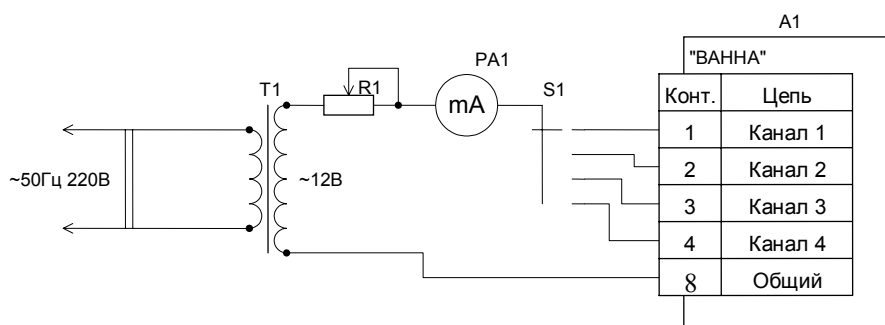 A1
"ВАННА"
PA1
T1
R1
S1
mA
Конт. Цепь
1 Канал 1
2 Канал 2
3 Канал 3
4 Канал 4
8 Общий
~50Гц 220В
~12В